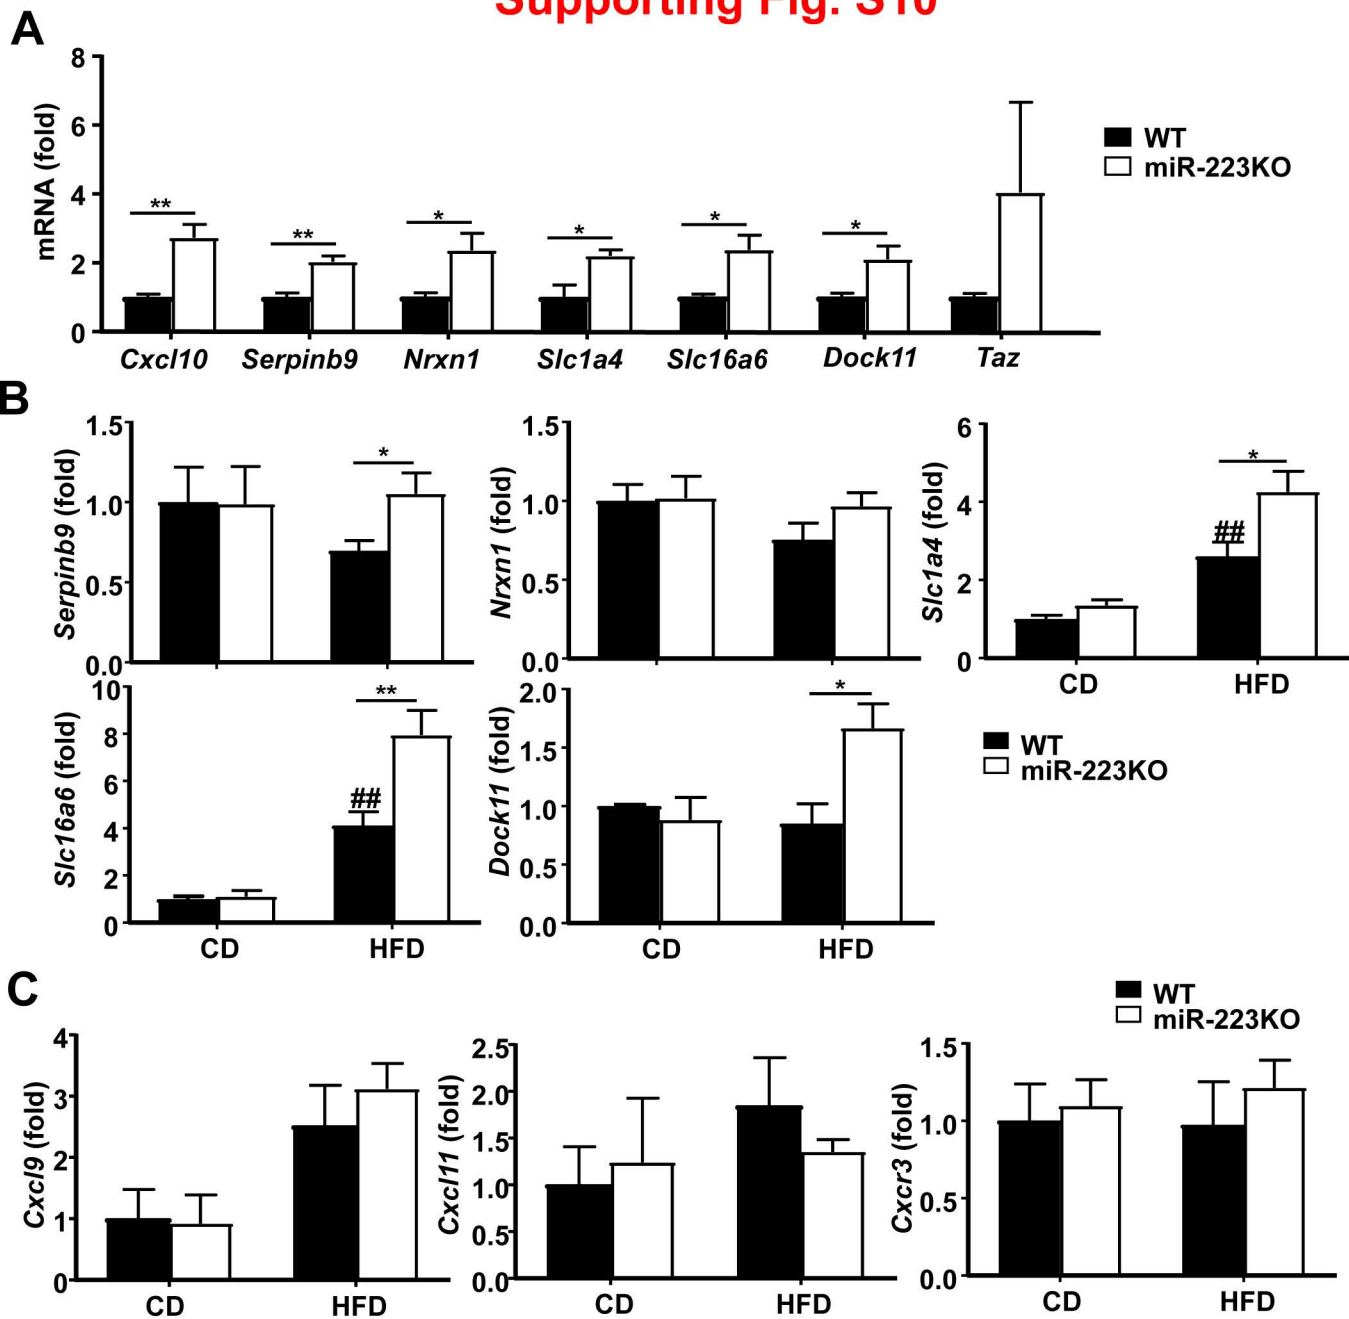 Supporting Fig. S10
A
mRNA (fold)
8
6
4
2
0
** ** * * * *
WT
miR-223KO
Cxcl10 Serpinb9 Nrxn1 Slc1a4 Slc16a6 Dock11 Taz
B
Serpinb9 (fold)
1.5
1.0
0.5
0.0
*
Nrxn1 (fold)
1.5
1.0
0.5
0.0
Slc1a4 (fold)
6
4
2
0
##
*
CD HFD
Slc16a6 (fold)
10
8
6
4
2
0
##
**
CD HFD
Dock11 (fold)
2.0
1.5
1.0
0.5
0.0
*
CD HFD
WT
miR-223KO
C
WT
miR-223KO
Cxcl9 (fold)
4
3
2
1
0
CD HFD
Cxcl11 (fold)
2.5
2.0
1.5
1.0
0.5
0.0
CD HFD
Cxcr3 (fold)
1.5
1.0
0.5
0.0
CD HFD